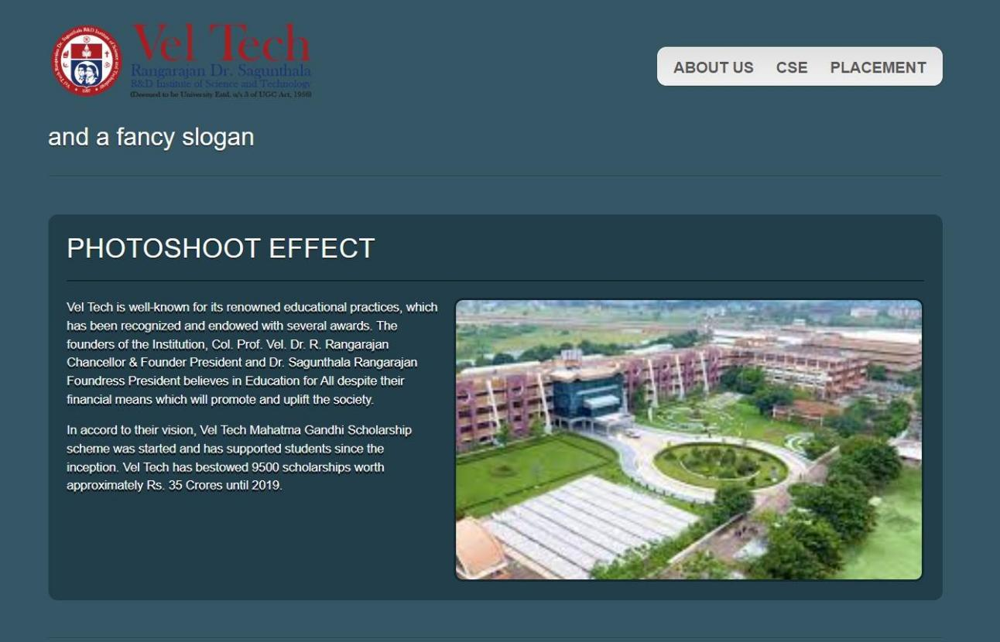 Vel Tech
Rangarajan Dr. Sagunthala
R&D Institute of Science and Technology
(Deemed to be University Estd. u/s 3 of UGC Act, 1956)
ABOUT US CSE PLACEMENT
and a fancy slogan
PHOTOSHOOT EFFECT
Vel Tech is well-known for its renowned educational practices, which
has been recognized and endowed with several awards. The
founders of the Institution, Col. Prof. Vel. Dr. R. Rangarajan
Chancellor & Founder President and Dr. Sagunthala Rangarajan
Foundress President believes in Education for All despite their
financial means which will promote and uplift the society.
In accord to their vision, Vel Tech Mahatma Gandhi Scholarship
scheme was started and has supported students since the
inception. Vel Tech has bestowed 9500 scholarships worth
approximately Rs. 35 Crores until 2019.